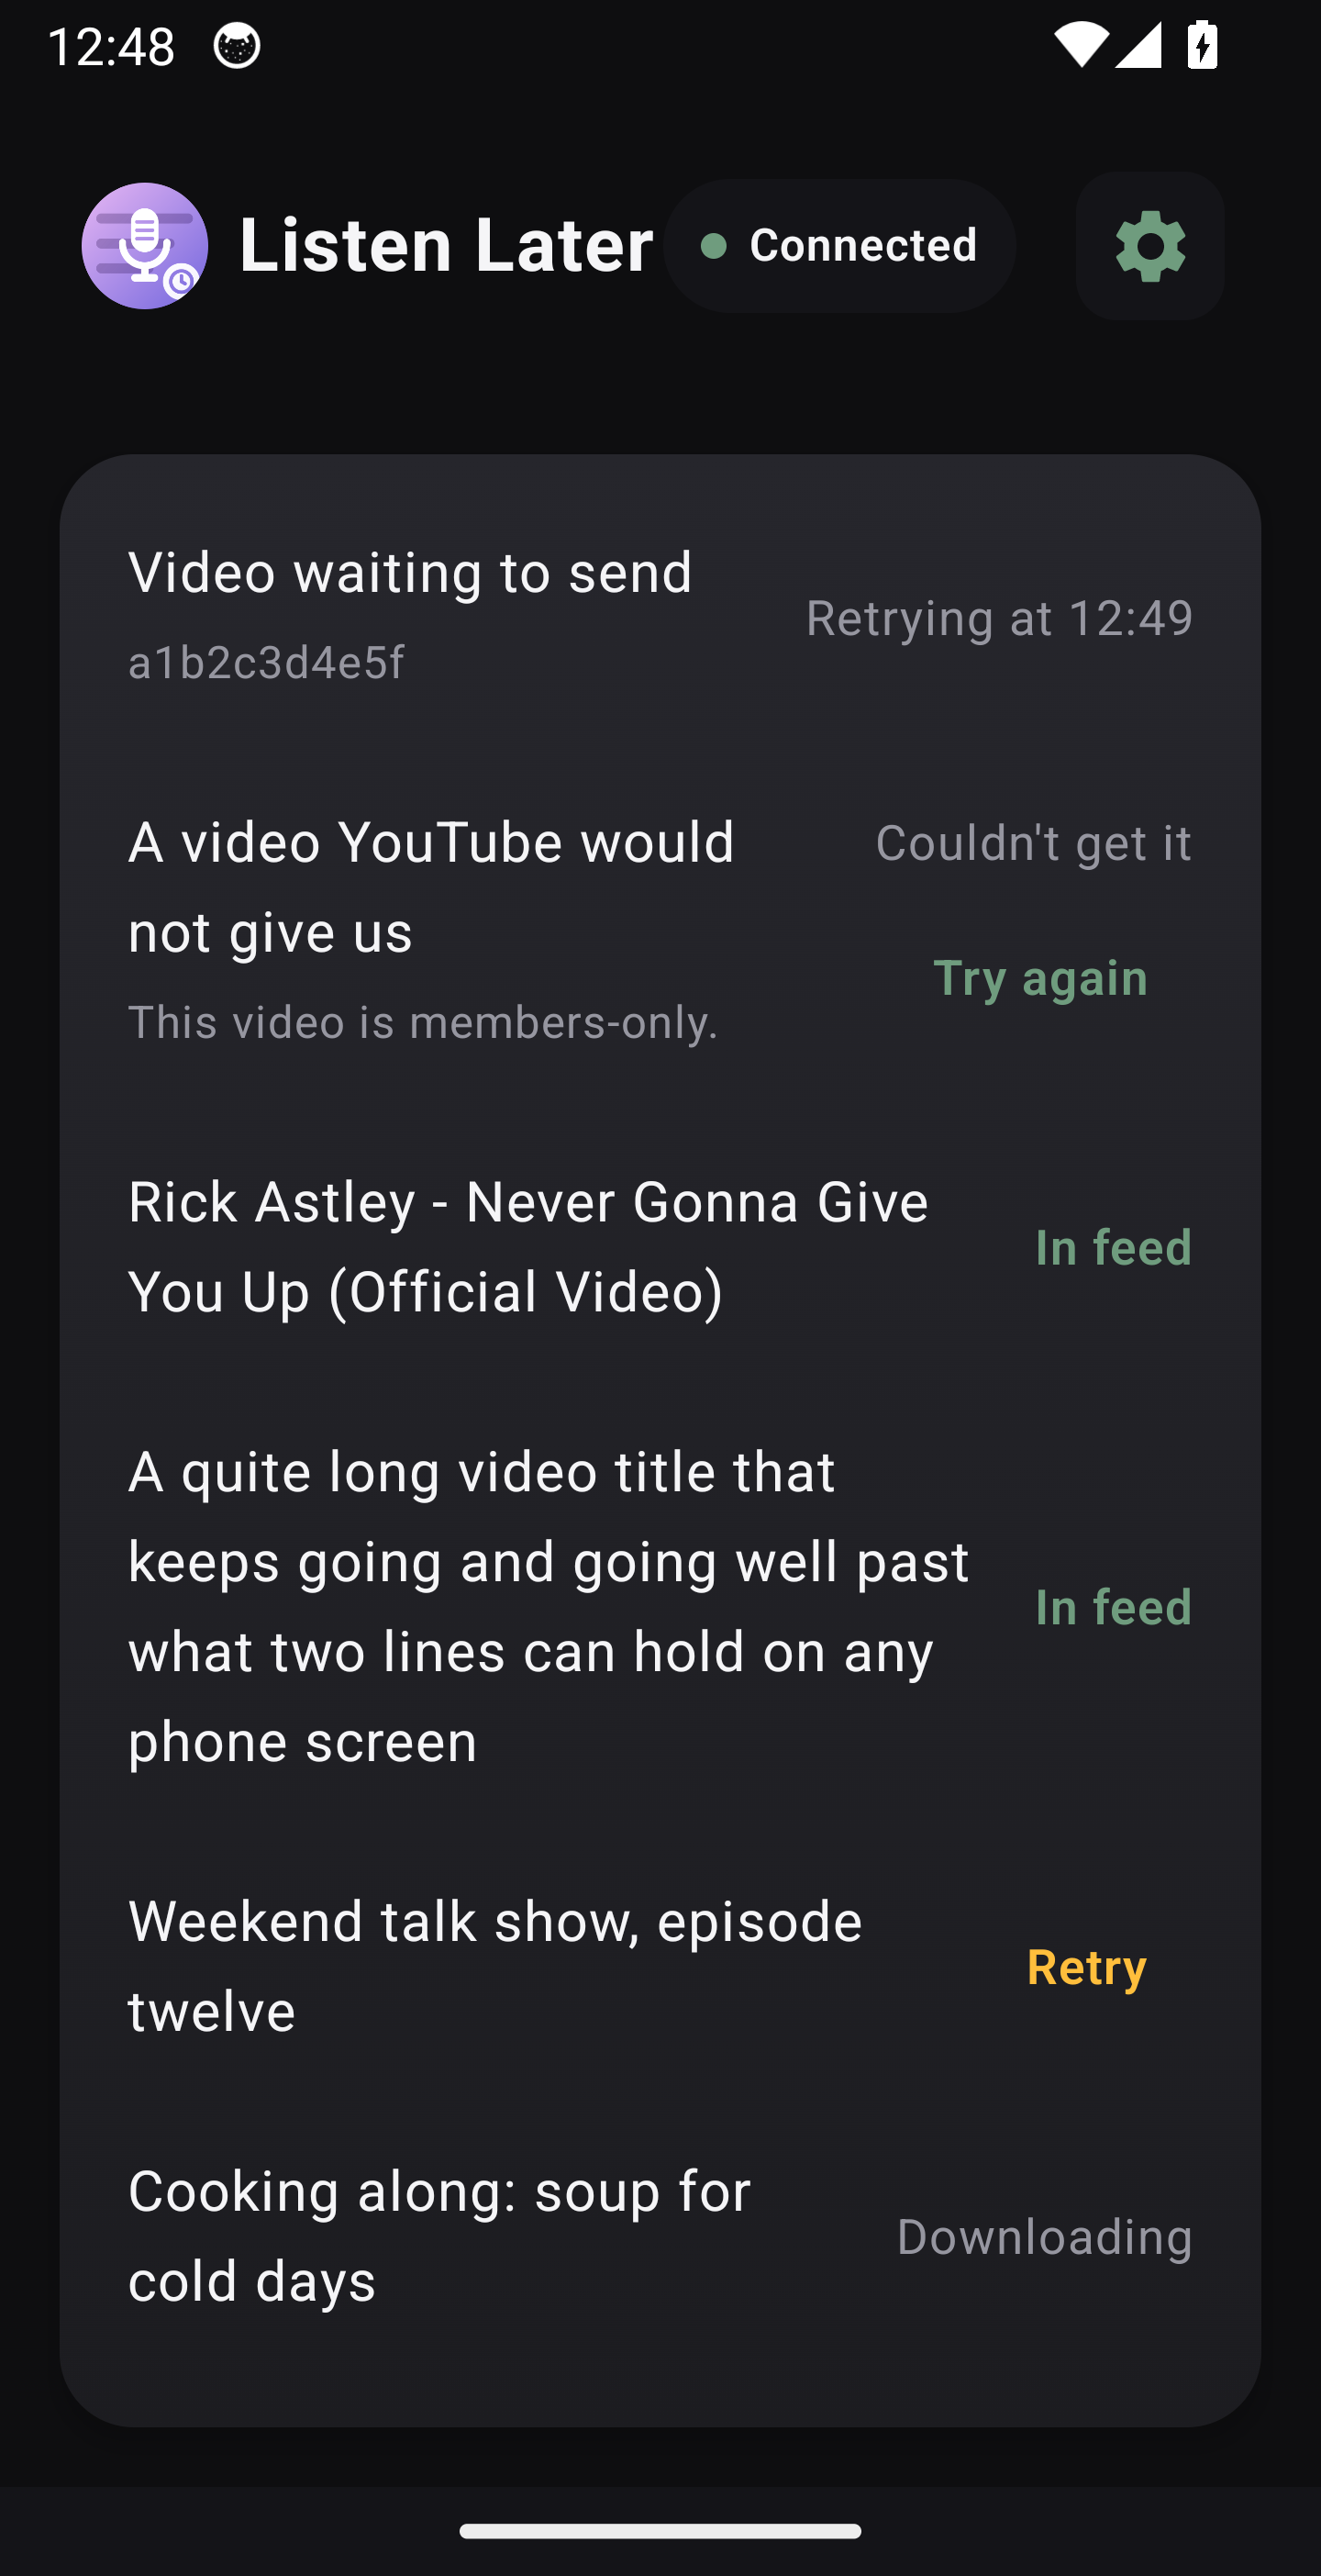 12:48
Listen Later
Connected
Video waiting to send
a1b2c3d4e5f
Retrying at 12:49
A video YouTube would
not give us
This video is members-only.
Couldn't get it
Try again
Rick Astley - Never Gonna Give
You Up (Official Video)
In feed
A quite long video title that
keeps going and going well past
what two lines can hold on any
phone screen
In feed
Weekend talk show, episode
twelve
Retry
Cooking along: soup for
cold days
Downloading